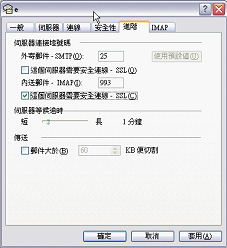 e
一般 伺服器 連線 安全性 進階 IMAP
伺服器連接埠號碼
外寄郵件 - SMTP(O): 25 使用預設值(U)
這個伺服器需要安全連線 - SSL(Q)
內送郵件 - IMAP(I): 993
這個伺服器需要安全連線 - SSL(C)
伺服器等候逾時
短 長 1 分鐘
傳送
郵件大於(B) 60 KB 便切割
確定 取消 套用(A)